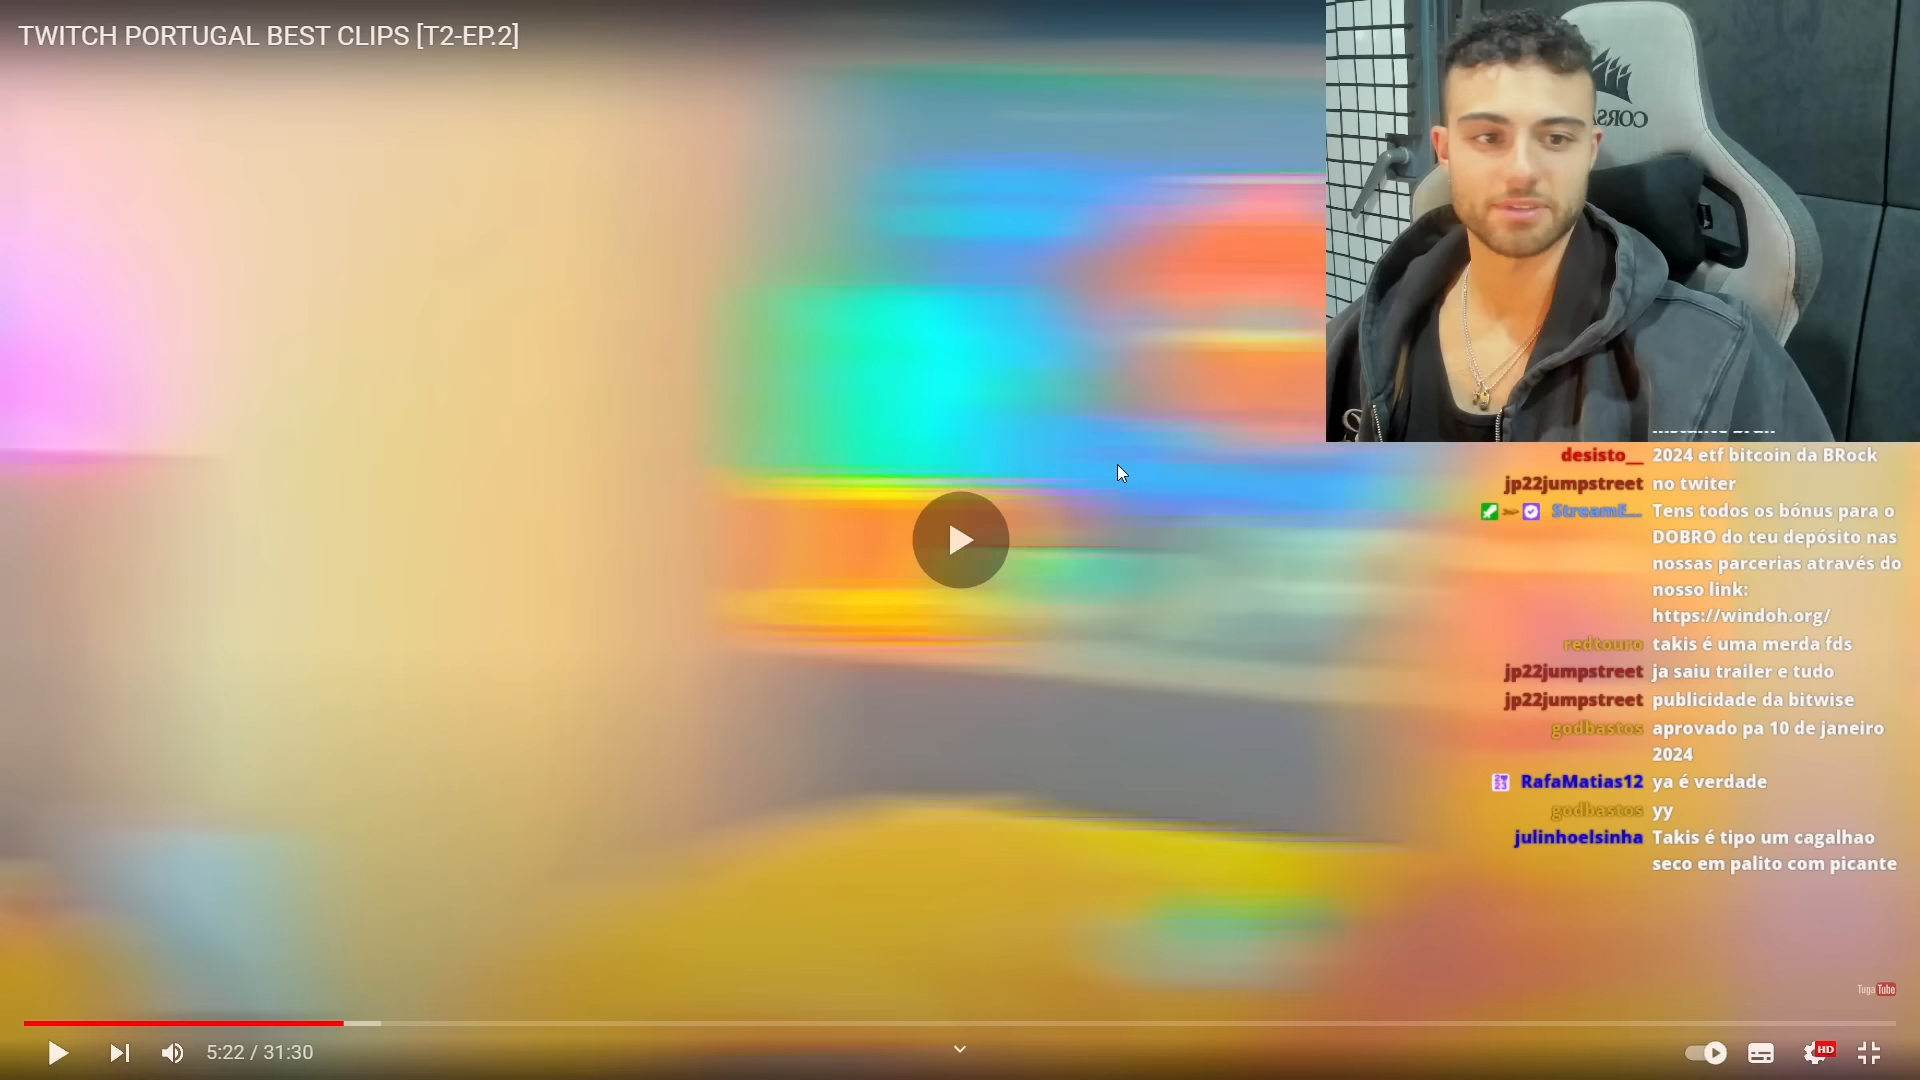 TWITCH PORTUGAL BEST CLIPS [T2-EP.2]
desisto__ 2024 etf bitcoin da BRock
jp22jumpstreet no twiter
StreamE... Tens todos os bónus para o
DOBRO do teu depósito nas
nossas parcerias através do
nosso link:
https://windoh.org/
redtouro takis é uma merda fds
jp22jumpstreet ja saiu trailer e tudo
jp22jumpstreet publicidade da bitwise
godbastos aprovado pa 10 de janeiro
2024
RafaMatias12 ya é verdade
godbastos yy
julinhoelsinha Takis é tipo um cagalhao
seco em palito com picante
TugaTube
5:22 / 31:30
HD